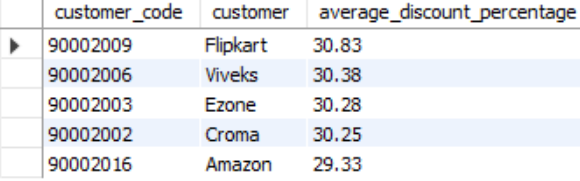 customer_code customer average_discount_percentage
90002009 Flipkart 30.83
90002006 Viveks 30.38
90002003 Ezone 30.28
90002002 Croma 30.25
90002016 Amazon 29.33